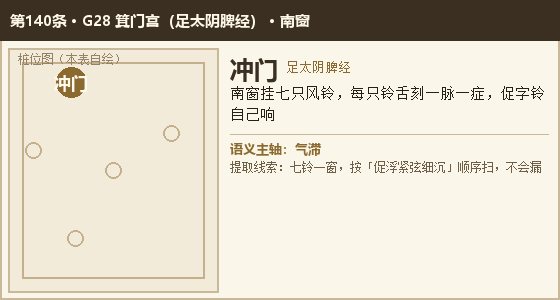 第140条 · G28 箕门宫（足太阴脾经） · 南窗
桩位图（本表自绘）
冲门
冲门 足太阴脾经
南窗挂七只风铃，每只铃舌刻一脉一症，促字铃
自己响
语义主轴：气滞
提取线索：七铃一窗，按「促浮紧弦细沉」顺序扫，不会漏